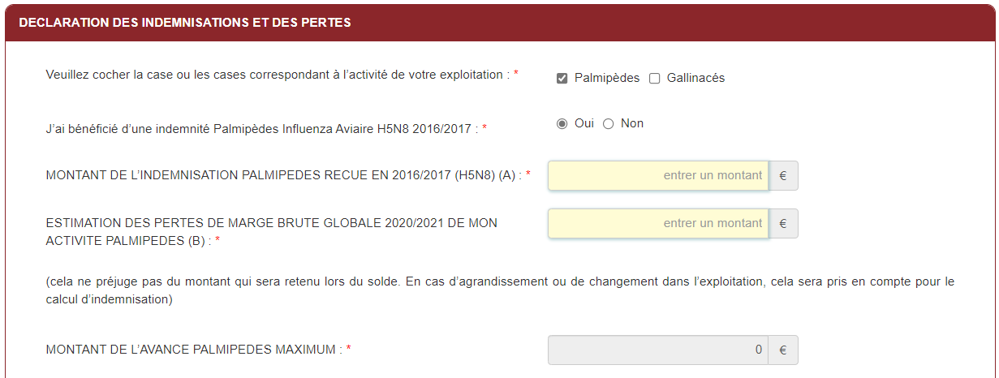 DECLARATION DES INDEMNISATIONS ET DES PERTES
Veuillez cocher la case ou les cases correspondant à l’activité de votre exploitation : * Palmipèdes Gallinacés
J’ai bénéficié d’une indemnité Palmipèdes Influenza Aviaire H5N8 2016/2017 : * Oui Non
MONTANT DE L’INDEMNISATION PALMIPEDES RECUE EN 2016/2017 (H5N8) (A) : * entrer un montant €
ESTIMATION DES PERTES DE MARGE BRUTE GLOBALE 2020/2021 DE MON
ACTIVITE PALMIPEDES (B) : * entrer un montant €
(cela ne préjuge pas du montant qui sera retenu lors du solde. En cas d’agrandissement ou de changement dans l’exploitation, cela sera pris en compte pour le
calcul d’indemnisation)
MONTANT DE L’AVANCE PALMIPEDES MAXIMUM : * 0 €